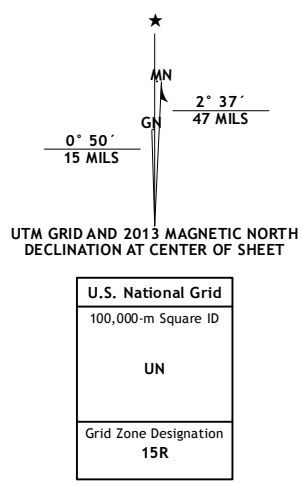 ★
MN
GN
2° 37´
47 MILS
0° 50´
15 MILS
UTM GRID AND 2013 MAGNETIC NORTH
DECLINATION AT CENTER OF SHEET
U.S. National Grid
100,000-m Square ID
UN
Grid Zone Designation
15R